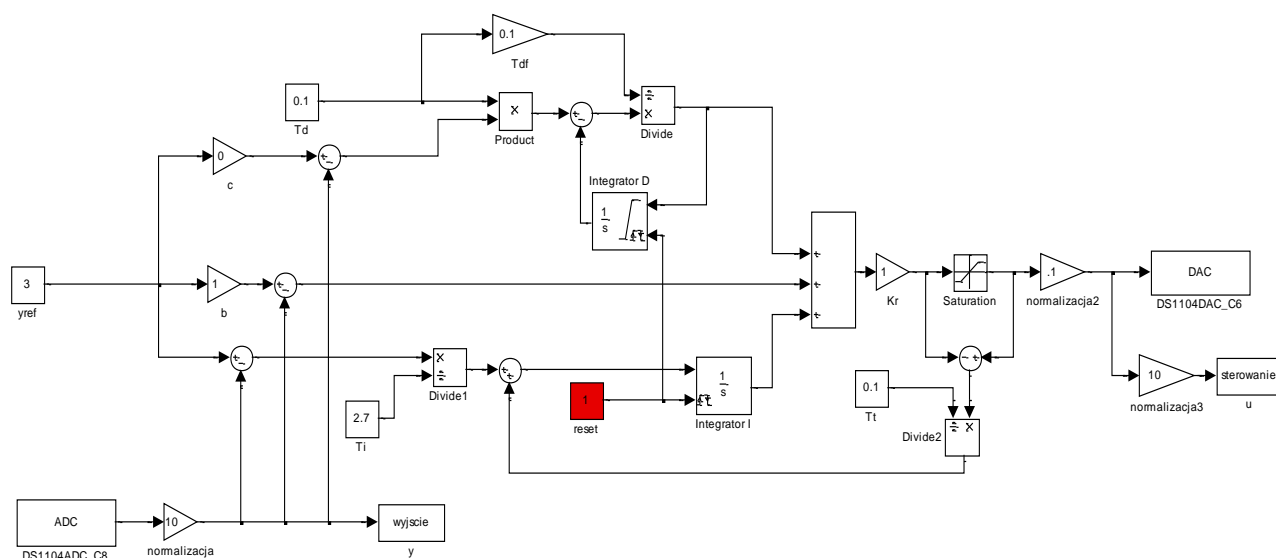 0.1
Tdf
0.1
Td
x
Product
÷
x
Divide
0
c
Integrator D
1
s
3
yref
1
b
1
Kr
Saturation
.1
normalizacja2
DAC
DS1104DAC_C6
x
÷
Divide1
2.7
Ti
1
reset
1
s
Integrator I
0.1
Tt
÷ x
Divide2
10
normalizacja3
sterowanie
u
ADC
DS1104ADC_C8
10
normalizacja
wyjscie
y